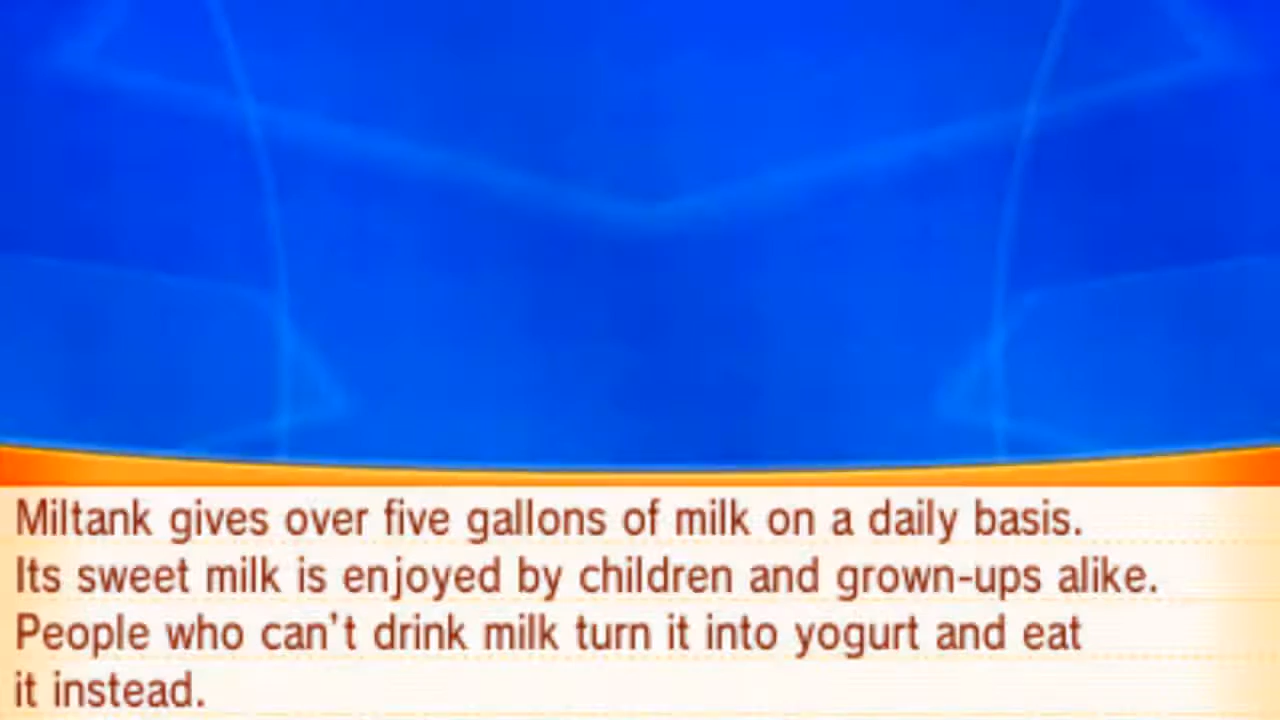 Miltank gives over five gallons of milk on a daily basis.
Its sweet milk is enjoyed by children and grown-ups alike.
People who can't drink milk turn it into yogurt and eat
it instead.